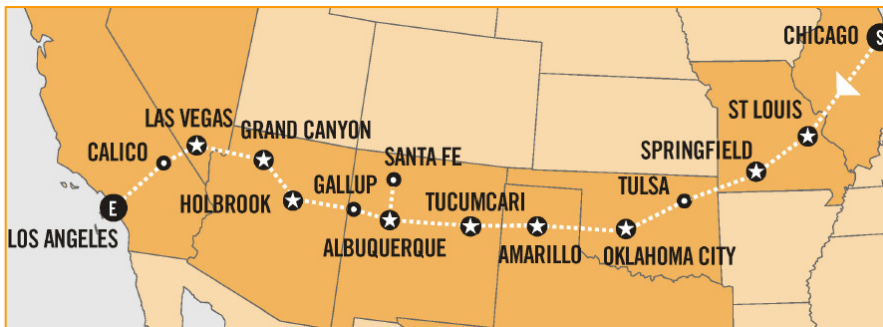 CHICAGO
S
ST LOUIS
LAS VEGAS
GRAND CANYON
SPRINGFIELD
CALICO
SANTA FE
GALLUP
TULSA
HOLBROOK
TUCUMCARI
E
LOS ANGELES
ALBUQUERQUE
AMARILLO
OKLAHOMA CITY